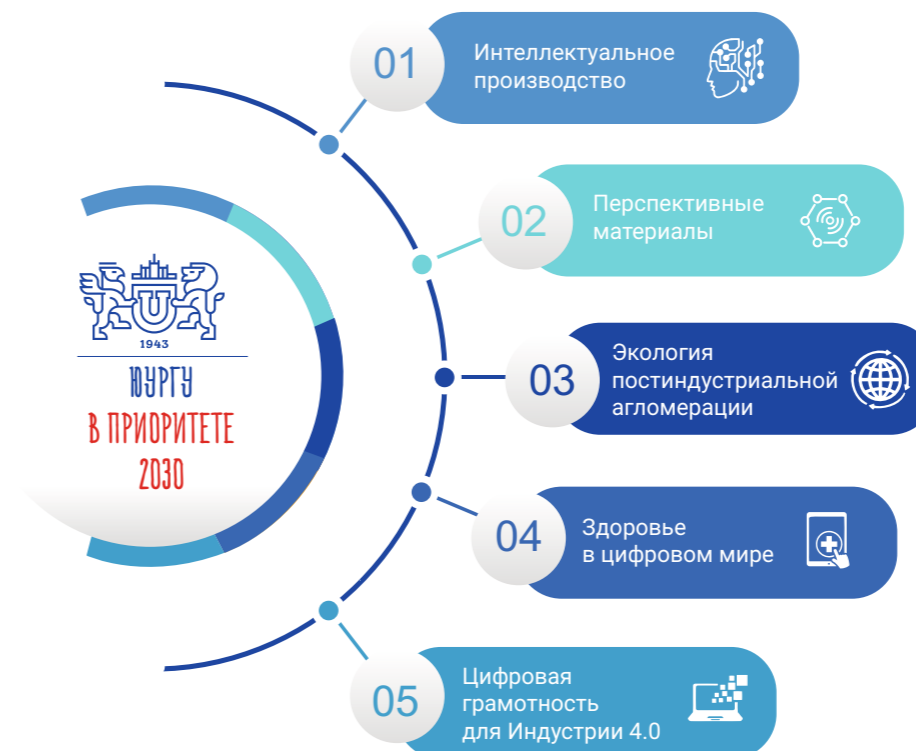 01
Интеллектуальное
производство
02
Перспективные
материалы
1943
ЮУРГУ
В ПРИОРИТЕТЕ
2030
03
Экология
постиндустриальной
агломерации
04
Здоровье
в цифровом мире
05
Цифровая
грамотность
для Индустрии 4.0